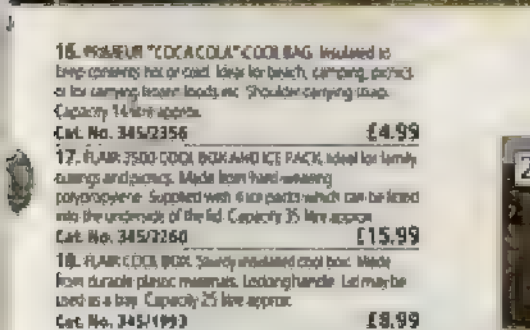 16. "COCA COLA" COOL BAG. Insulated to
keep contents hot or cold. Ideal for beach, camping, picnics
or for carrying frozen foods etc. Shoulder carrying strap.
Capacity 14 litre approx.
Cat. No. 345/2356 £4.99
17. FLAIR 3500 COOL BOX AND ICE PACK. Ideal for family
outings and picnics. Made from hard-wearing
polypropylene. Supplied with 4 ice packs which can be fitted
into the underside of the lid. Capacity 35 litre approx.
Cat. No. 345/2260 £15.99
18. FLAIR COOL BOX. Sturdy insulated cool box. Made
from durable plastic materials. Locking handle. Lid may be
used as a tray. Capacity 25 litre approx.
Cat. No. 345/1993 £8.99
2